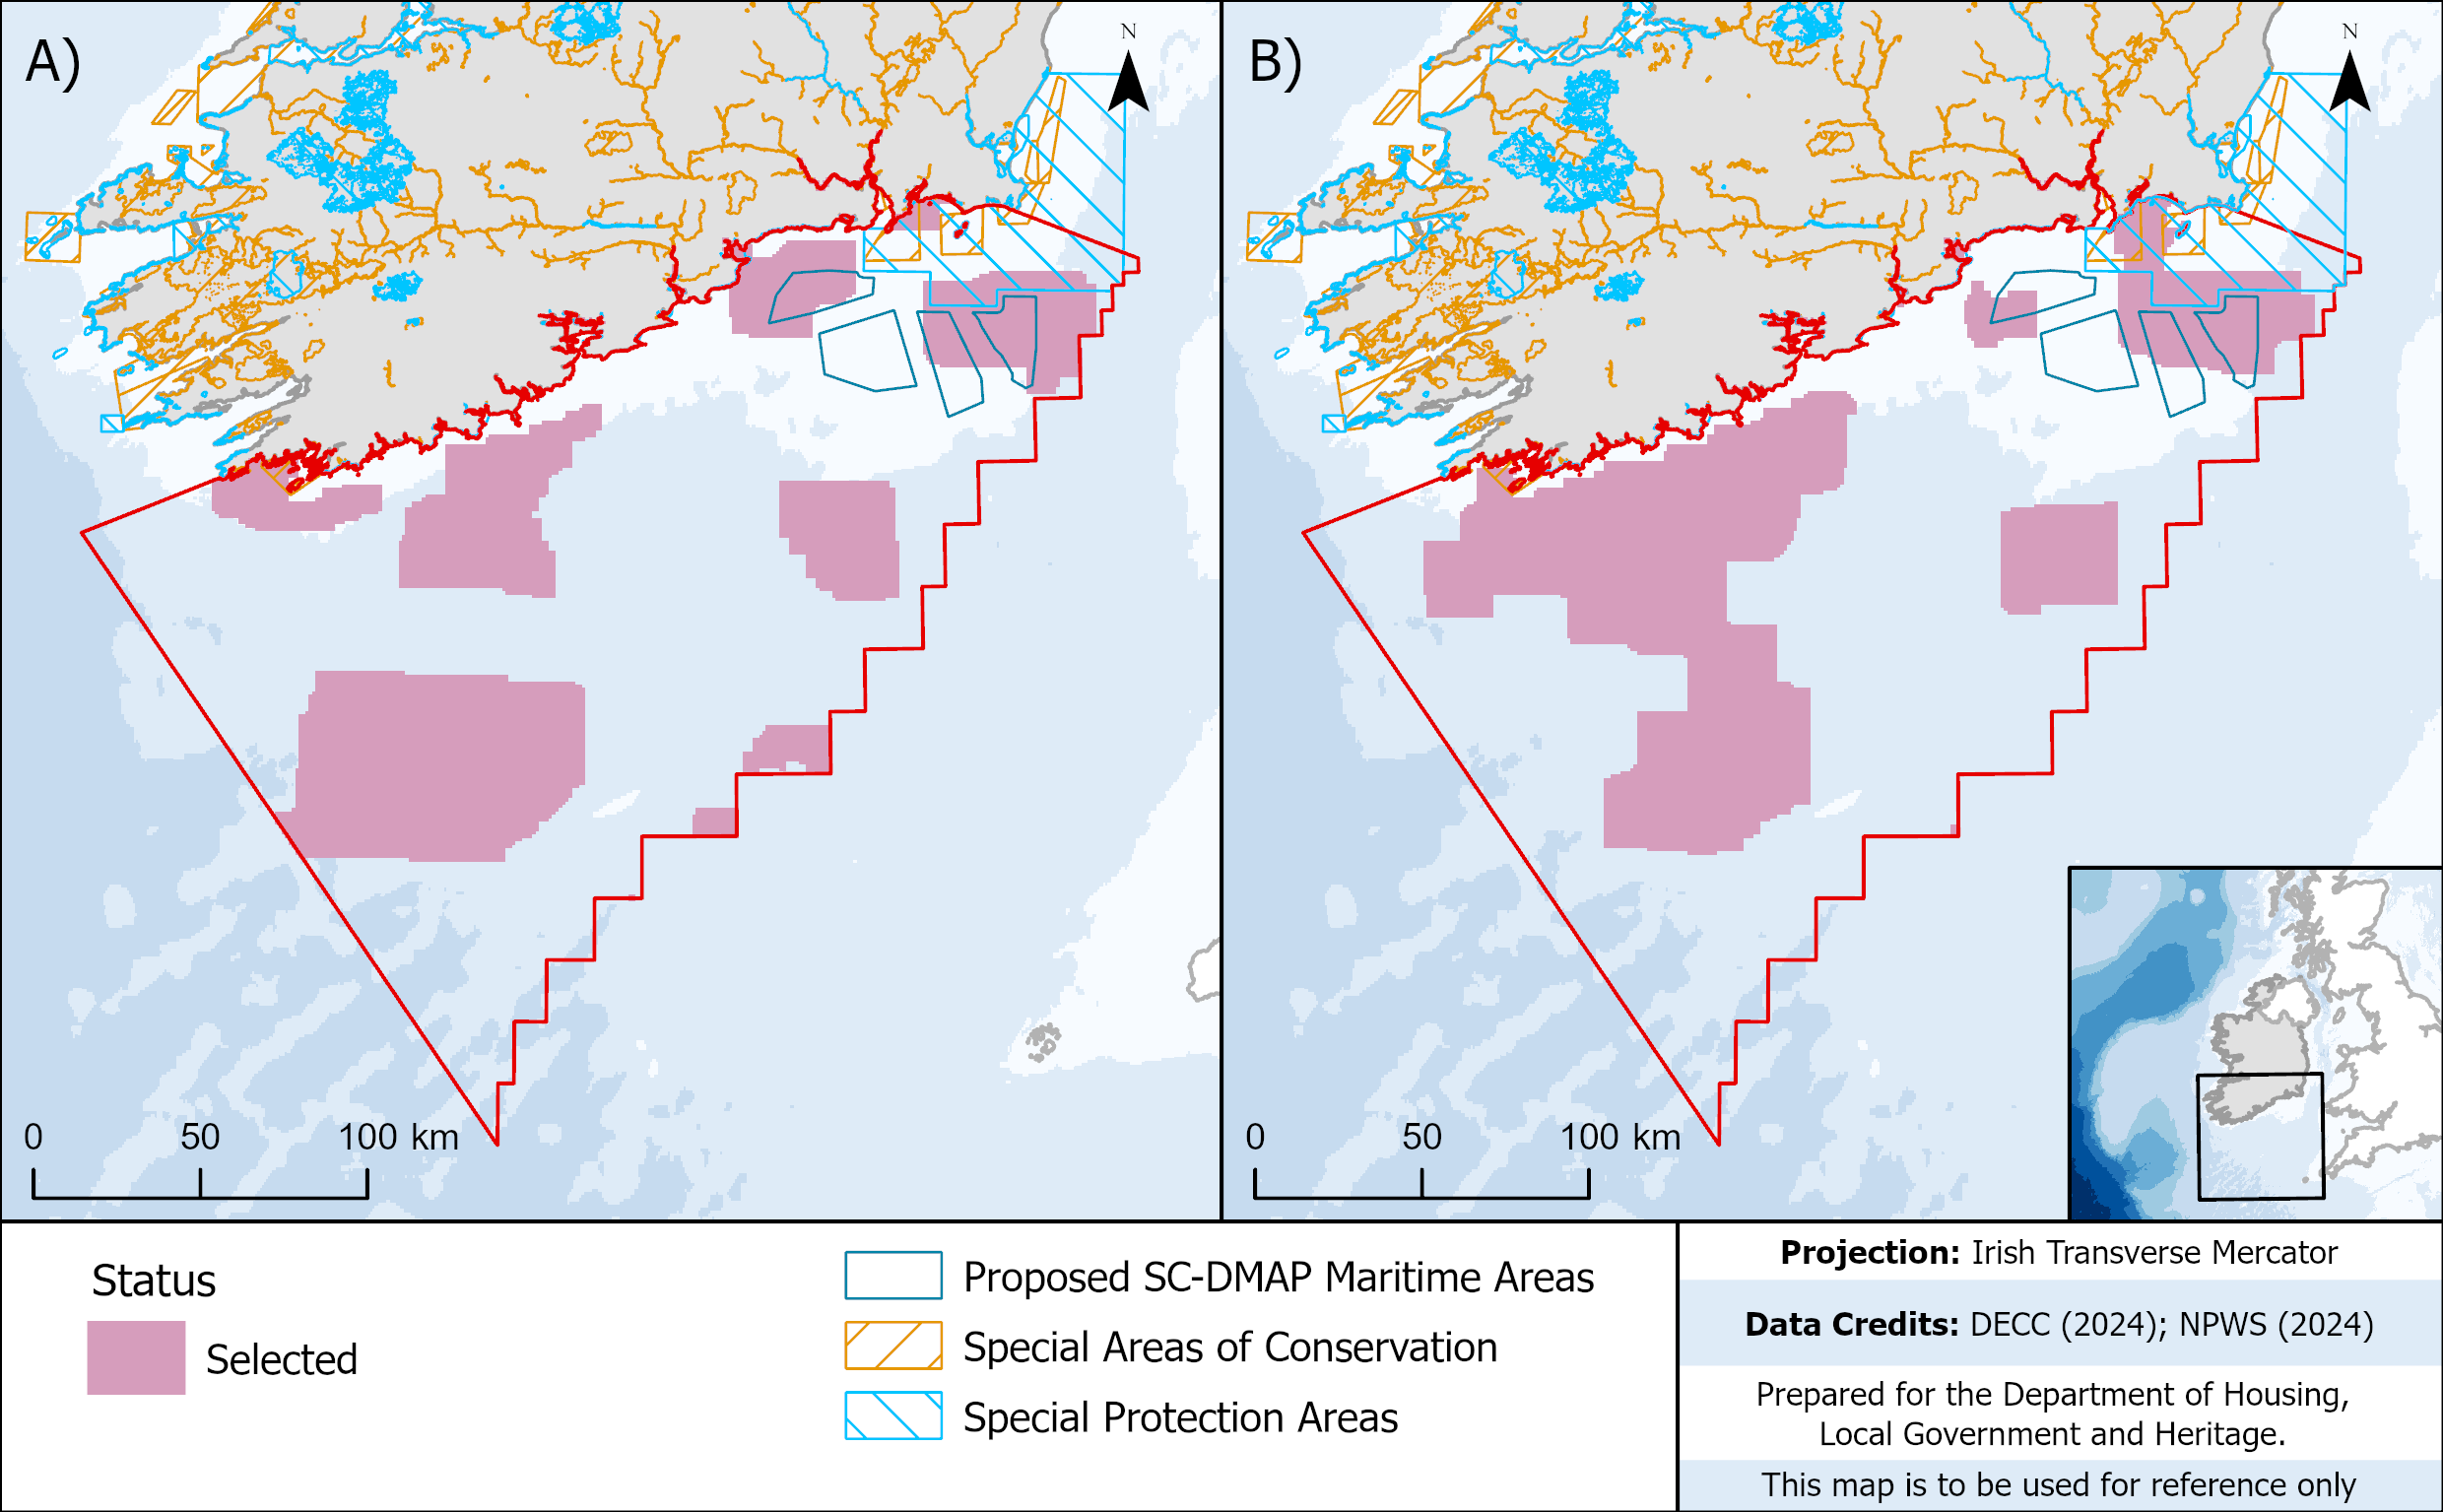 A)
N
B)
N
0 50 100 km
0 50 100 km
Status
Selected
Proposed SC-DMAP Maritime Areas
Special Areas of Conservation
Special Protection Areas
Projection: Irish Transverse Mercator
Data Credits: DECC (2024); NPWS (2024)
Prepared for the Department of Housing,
Local Government and Heritage.
This map is to be used for reference only